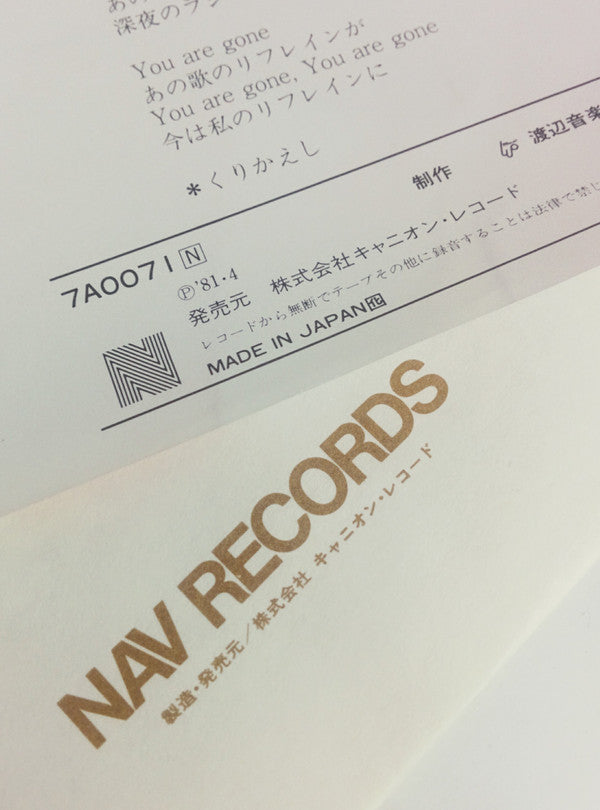 深夜のラジ
You are gone
あの歌のリフレインが
You are gone, You are gone
今は私のリフレインに
*くりかえし
制作 渡辺音楽
7A0071 N
Ⓟ'81・4
発売元 株式会社キャニオン・レコード
レコードから無断でテープその他に録音することは法律で禁じ
MADE IN JAPAN
NAV RECORDS
製造・発売元/株式会社 キャニオン・レコード